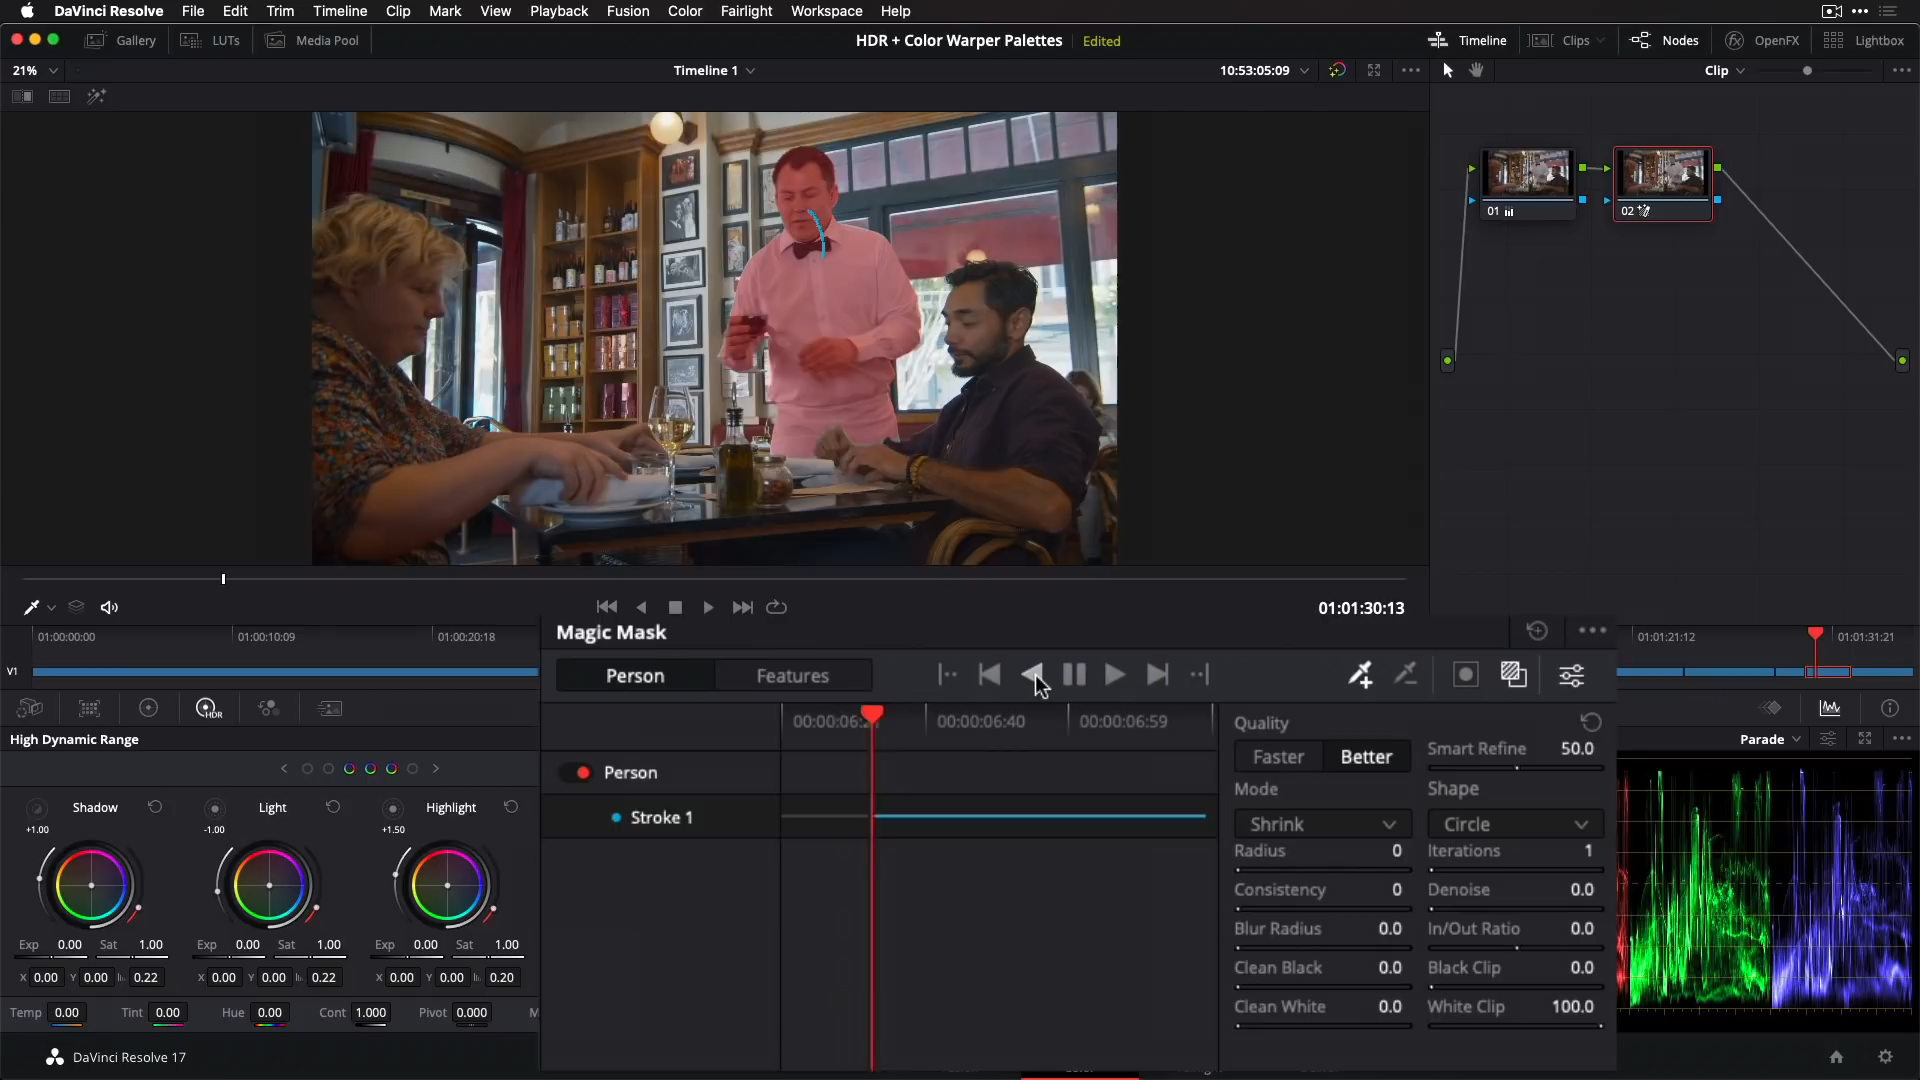 DaVinci Resolve File Edit Trim Timeline Clip Mark View Playback Fusion Color Fairlight Workspace Help
Gallery LUTs Media Pool HDR + Color Warper Palettes Edited Timeline Clips Nodes OpenFX Lightbox
21% Timeline 1 10:53:05:09 Clip
01
02
01:01:30:13
Magic Mask
01:00:00:00 01:00:10:09 01:00:20:18 01:01:21:12 01:01:31:21
V1
Person Features
00:00:06:40 00:00:06:59
HDR
High Dynamic Range
Quality
Parade
Faster Better Smart Refine 50.0
Person
Mode Shape
Shadow Light Highlight
Stroke 1
Shrink Circle
+1.00 -1.00 +1.50
Radius 0 Iterations 1
Consistency 0 Denoise 0.0
Blur Radius 0.0 In/Out Ratio 0.0
Exp 0.00 Sat 1.00 Exp 0.00 Sat 1.00 Exp 0.00 Sat 1.00
Clean Black 0.0 Black Clip 0.0
X 0.00 Y 0.00 0.22 X 0.00 Y 0.00 0.22 X 0.00 Y 0.00 0.20
Clean White 0.0 White Clip 100.0
Temp 0.00 Tint 0.00 Hue 0.00 Cont 1.000 Pivot 0.000 M
DaVinci Resolve 17